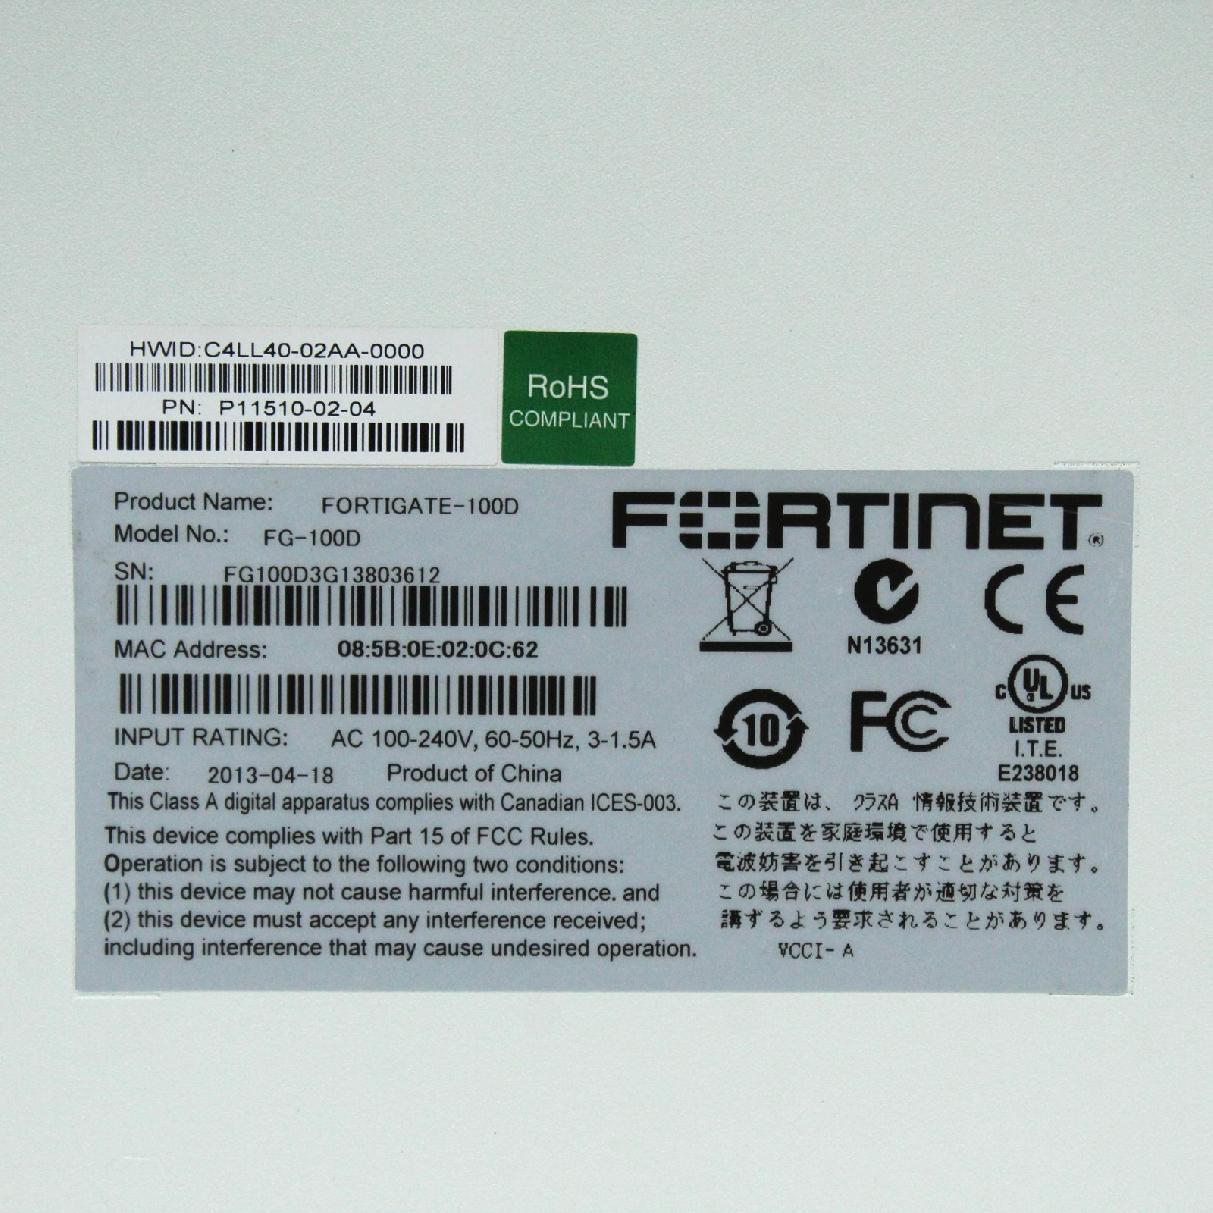 HWID:C4LL40-02AA-0000
PN: P11510-02-04
RoHS
COMPLIANT
Product Name: FORTIGATE-100D
Model No.: FG-100D
FORTINET®
SN: FG100D3G13803612
MAC Address: 08:5B:0E:02:0C:62
INPUT RATING: AC 100-240V, 60-50Hz, 3-1.5A
Date: 2013-04-18 Product of China
N13631
CE
10
FC
C UL US
LISTED
I.T.E.
E238018
This Class A digital apparatus complies with Canadian ICES-003.
This device complies with Part 15 of FCC Rules.
Operation is subject to the following two conditions:
(1) this device may not cause harmful interference. and
(2) this device must accept any interference received;
including interference that may cause undesired operation.
この装置は、クラスA 情報技術装置です。
この装置を家庭環境で使用すると
電波妨害を引き起こすことがあります。
この場合には使用者が適切な対策を
講ずるよう要求されることがあります。
VCCI-A